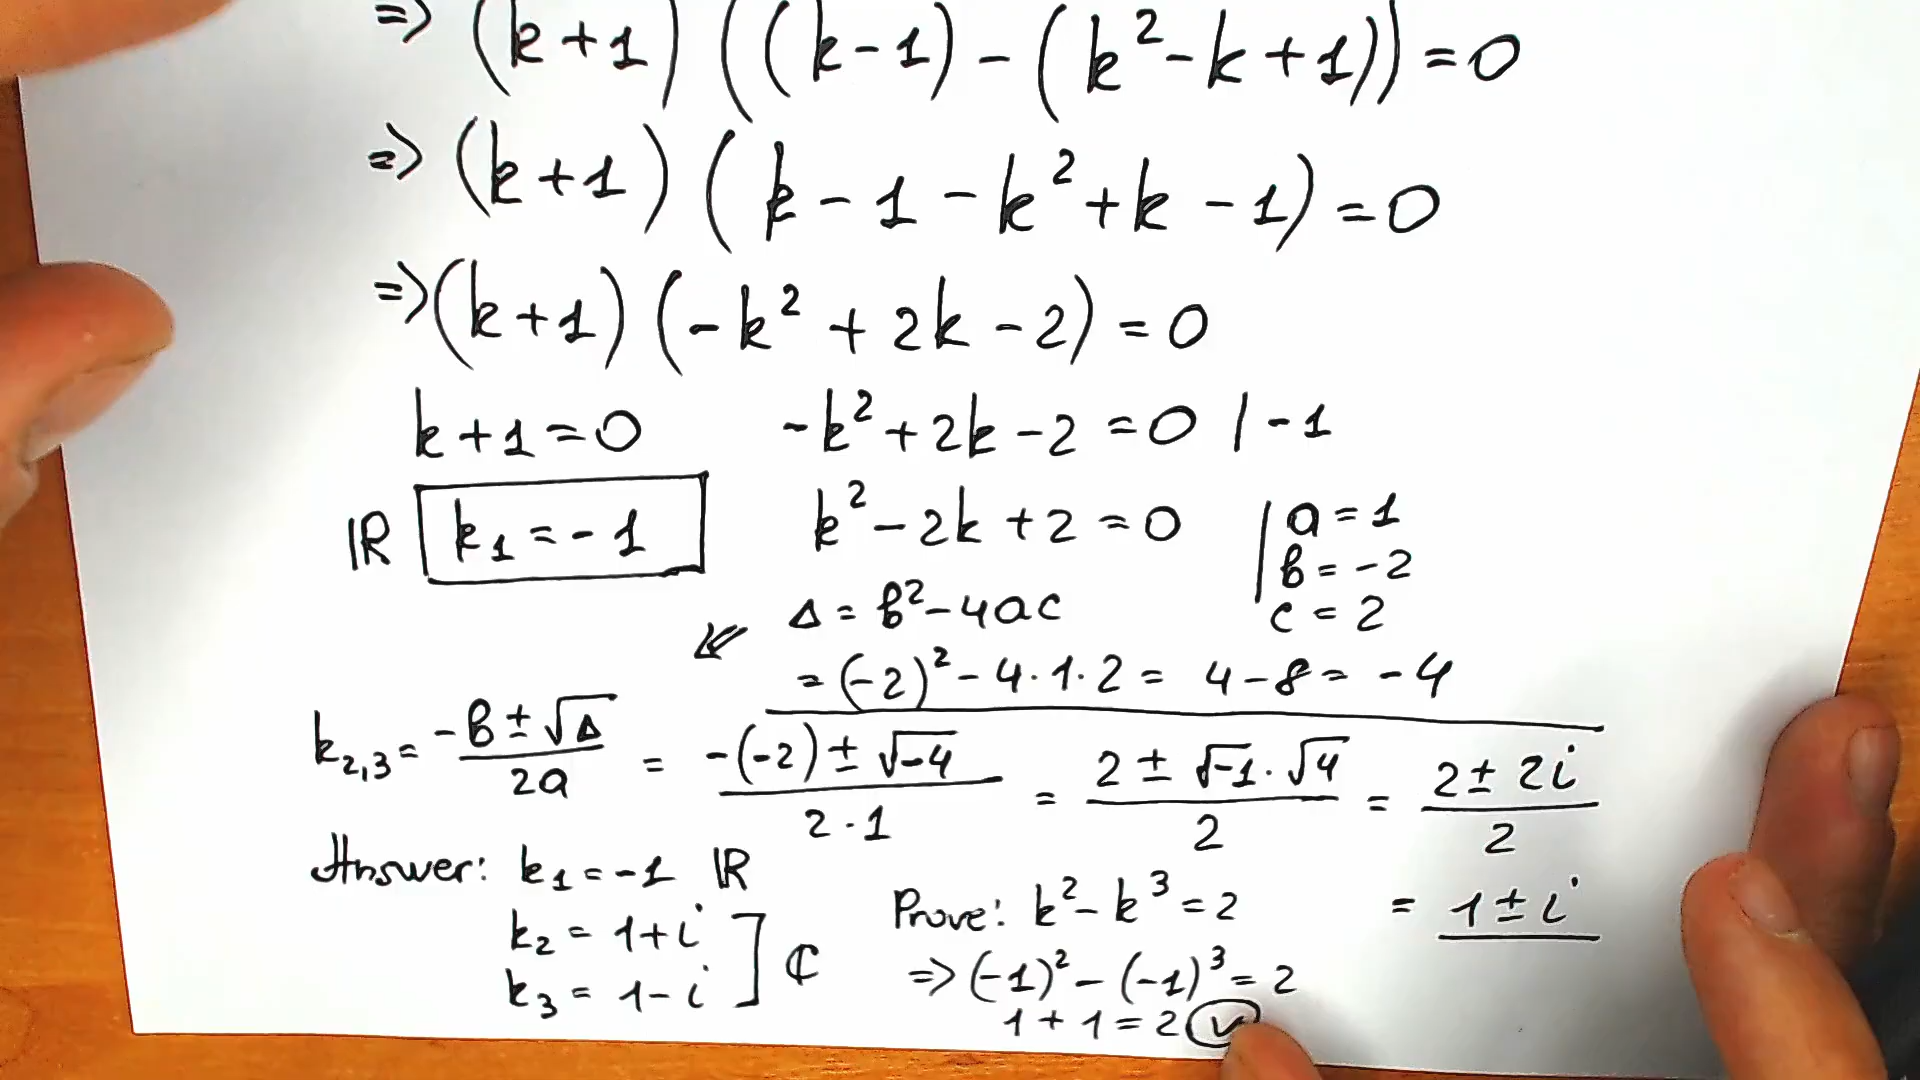 => (k+1) ((k-1) - (k²-k+1)) = 0
=> (k+1) (k - 1 - k² + k - 1) = 0
=> (k+1) (-k² + 2k - 2) = 0
k+1=0
-k² + 2k - 2 = 0 | -1
IR k₁ = -1
k² - 2k + 2 = 0
a = 1
b = -2
c = 2
Δ = b² - 4ac
= (-2)² - 4·1·2 = 4 - 8 = -4
k₂,₃ = (-b ± √Δ)/(2a) = (-(-2) ± √-4)/(2·1) = (2 ± √-1 · √4)/2 = (2 ± 2i)/2
= 1 ± i
Answer: k₁ = -1 IR
k₂ = 1+i
k₃ = 1-i ] ₵
Prove: k² - k³ = 2
=> (-1)² - (-1)³ = 2
1 + 1 = 2 ✓